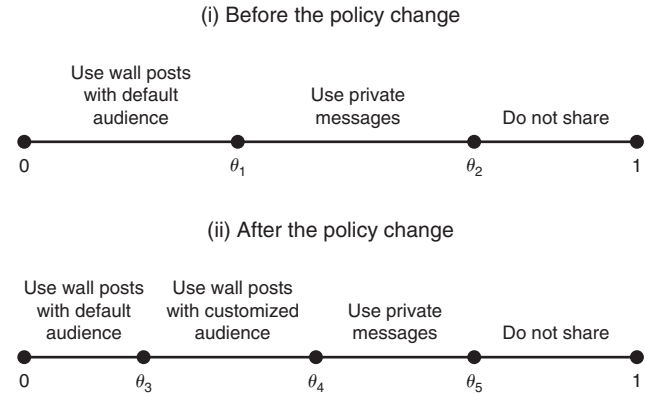 (i) Before the policy change
Use wall posts
with default
audience
Use private
messages
Do not share
0
θ1
θ2
1
(ii) After the policy change
Use wall posts
with default
audience
Use wall posts
with customized
audience
Use private
messages
Do not share
0
θ3
θ4
θ5
1